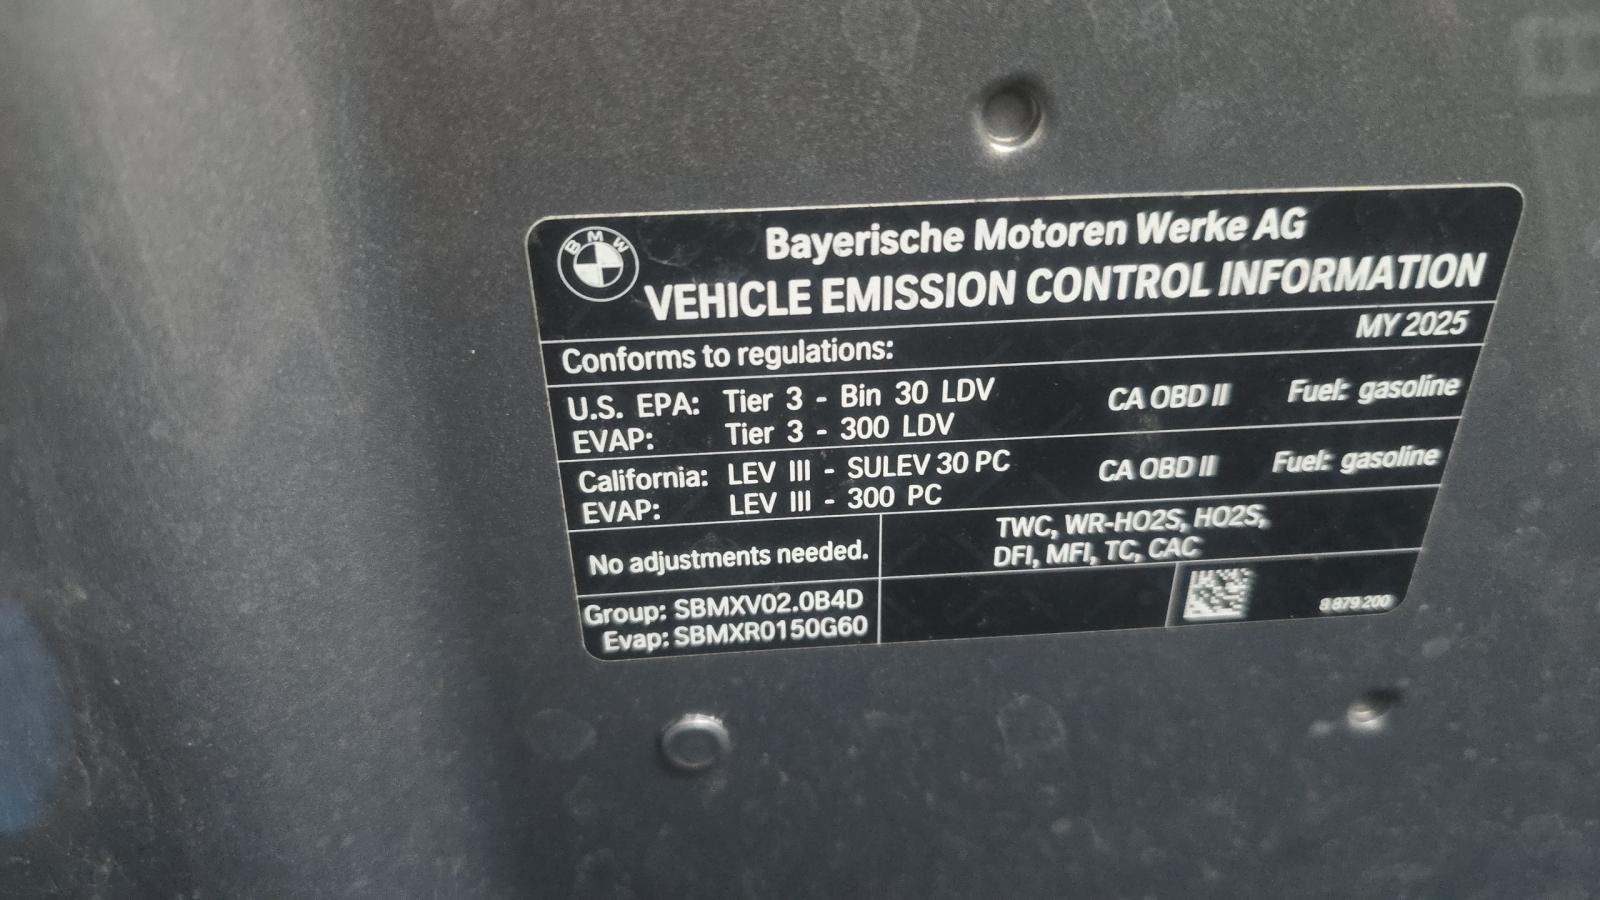 BMW
Bayerische Motoren Werke AG
VEHICLE EMISSION CONTROL INFORMATION
MY 2025
Conforms to regulations:
U.S. EPA: Tier 3 - Bin 30 LDV CA OBD II Fuel: gasoline
EVAP: Tier 3 - 300 LDV
California: LEV III - SULEV 30 PC CA OBD II Fuel: gasoline
EVAP: LEV III - 300 PC
No adjustments needed.
TWC, WR-HO2S, HO2S,
DFI, MFI, TC, CAC
Group: SBMXV02.0B4D
Evap: SBMXR0150G60
8 879 200